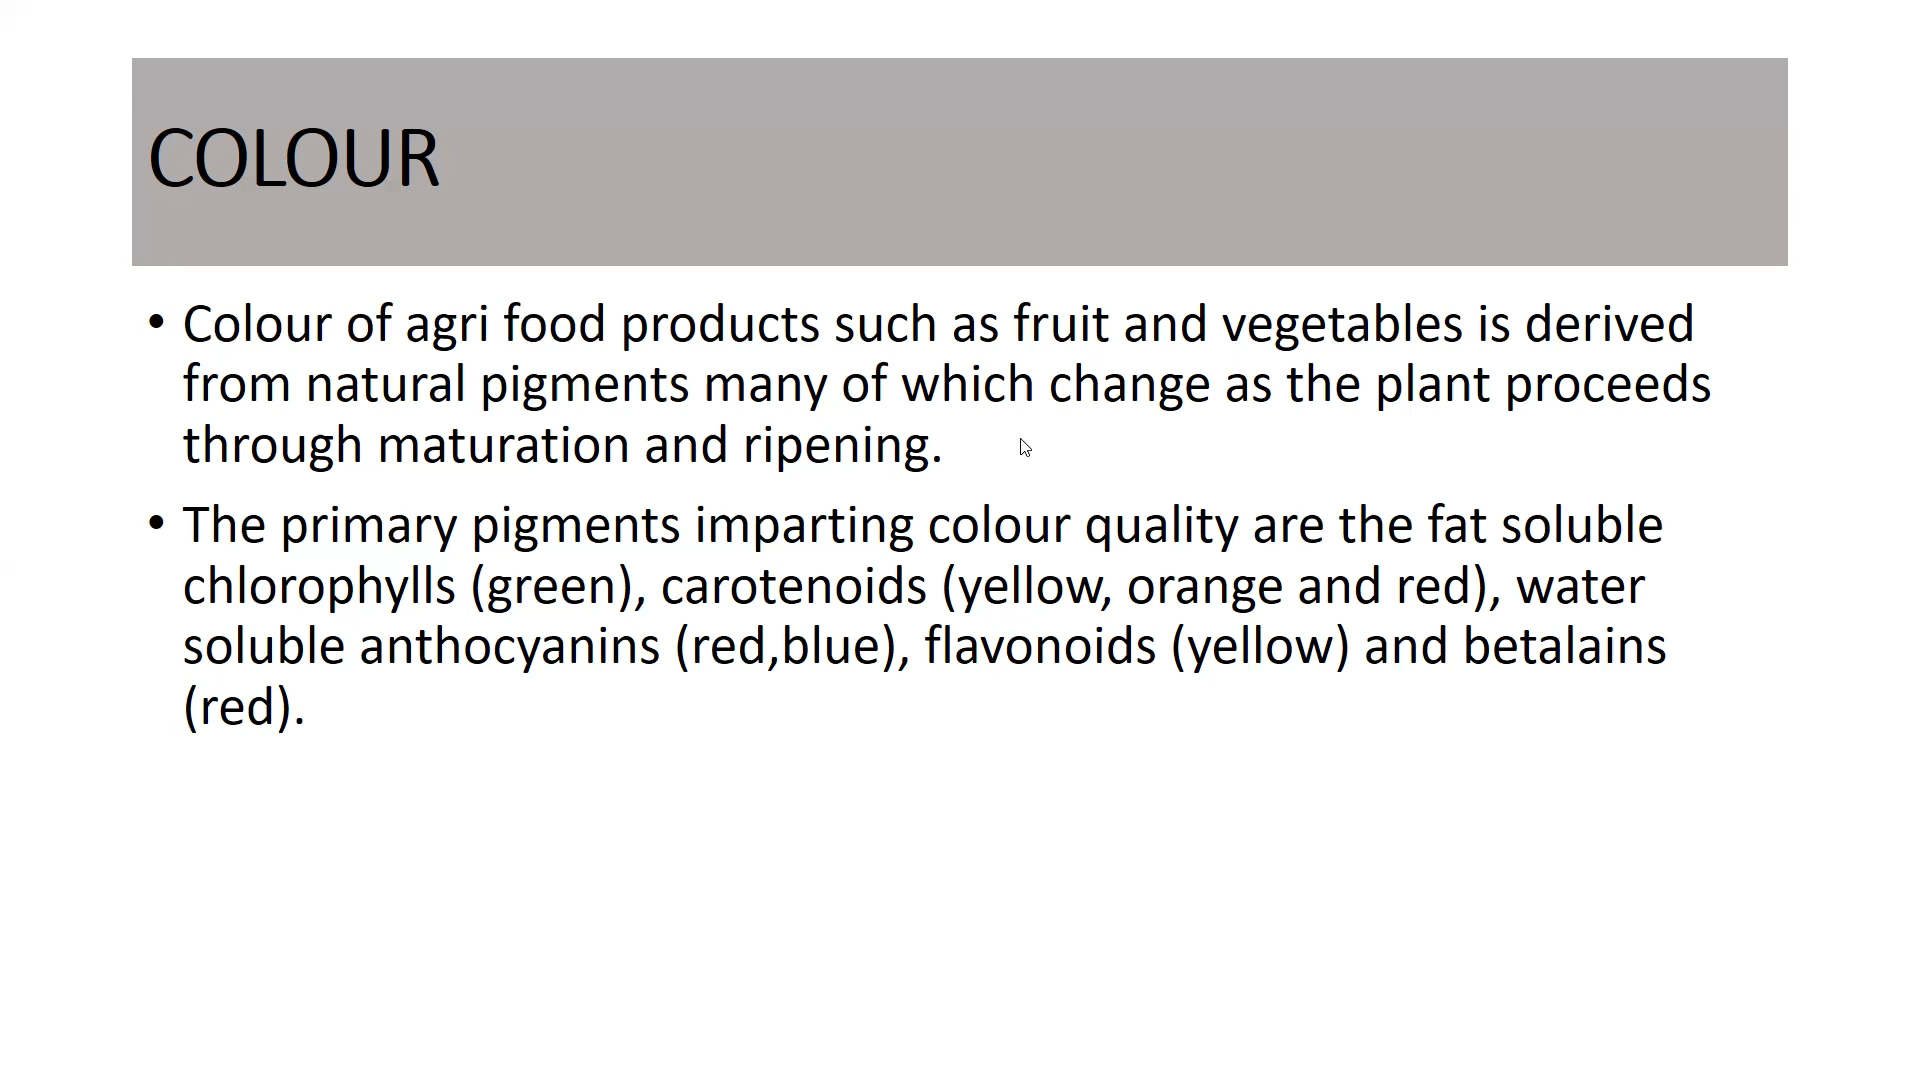 COLOUR
• Colour of agri food products such as fruit and vegetables is derived
from natural pigments many of which change as the plant proceeds
through maturation and ripening.
• The primary pigments imparting colour quality are the fat soluble
chlorophylls (green), carotenoids (yellow, orange and red), water
soluble anthocyanins (red,blue), flavonoids (yellow) and betalains
(red).